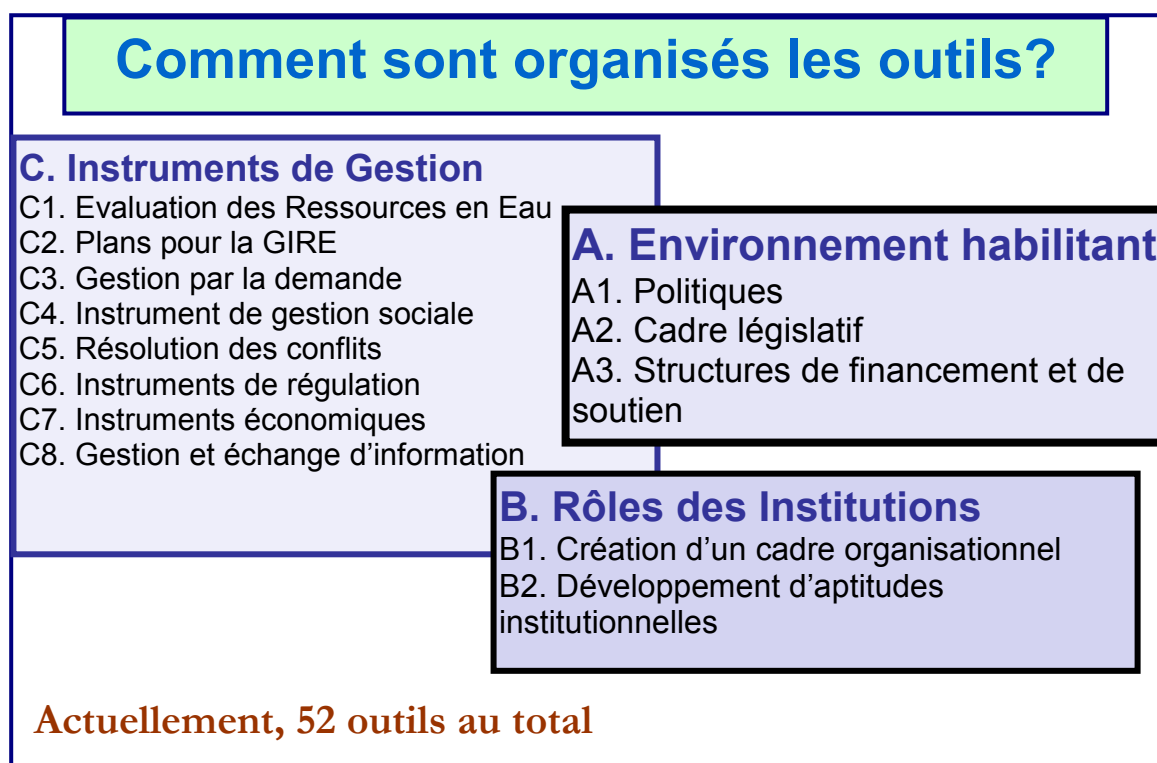 Comment sont organisés les outils?
C. Instruments de Gestion
C1. Evaluation des Ressources en Eau
C2. Plans pour la GIRE
C3. Gestion par la demande
C4. Instrument de gestion sociale
C5. Résolution des conflits
C6. Instruments de régulation
C7. Instruments économiques
C8. Gestion et échange d’information
A. Environnement habilitant
A1. Politiques
A2. Cadre législatif
A3. Structures de financement et de
soutien
B. Rôles des Institutions
B1. Création d’un cadre organisationnel
B2. Développement d’aptitudes
institutionnelles
Actuellement, 52 outils au total